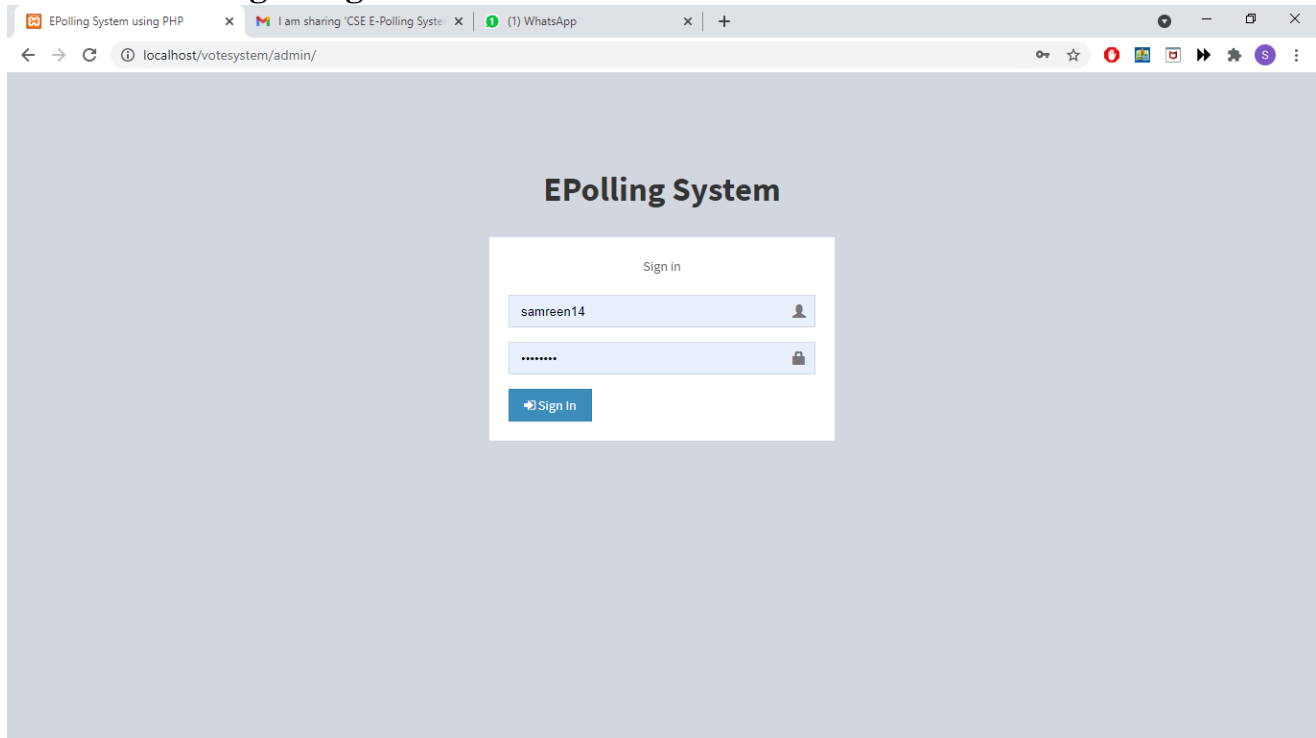 EPolling System using PHP
I am sharing 'CSE E-Polling Syste
1 (1) WhatsApp
localhost/votesystem/admin/
S
EPolling System
Sign in
samreen14
••••••••
Sign In